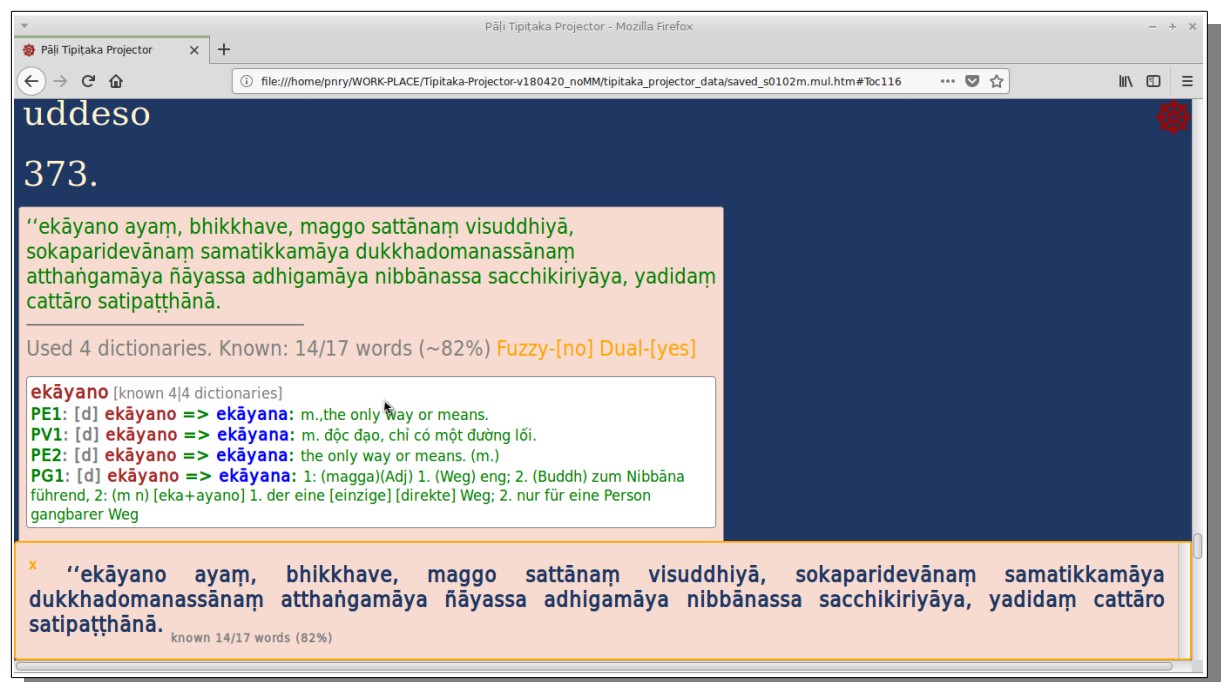 Pāḷi Tipiṭaka Projector - Mozilla Firefox
Pāḷi Tipiṭaka Projector
file:///home/pnry/WORK-PLACE/Tipitaka-Projector-v180420_noMM/tipitaka_projector_data/saved_s0102m.mul.htm#Toc116
uddeso
373.
‘‘ekāyano ayaṃ, bhikkhave, maggo sattānaṃ visuddhiyā,
sokaparidevānaṃ samatikkamāya dukkhadomanassānaṃ
atthaṅgamāya ñāyassa adhigamāya nibbānassa sacchikiriyāya, yadidaṃ
cattāro satipaṭṭhānā.
Used 4 dictionaries. Known: 14/17 words (~82%) Fuzzy-[no] Dual-[yes]
ekāyano [known 4|4 dictionaries]
PE1: [d] ekāyano => ekāyana: m.,the only way or means.
PV1: [d] ekāyano => ekāyana: m. độc đạo, chỉ có một đường lối.
PE2: [d] ekāyano => ekāyana: the only way or means. (m.)
PG1: [d] ekāyano => ekāyana: 1: (magga)(Adj) 1. (Weg) eng; 2. (Buddh) zum Nibbāna
führend, 2: (m n) [eka+ayano] 1. der eine [einzige] [direkte] Weg; 2. nur für eine Person
gangbarer Weg
x ‘‘ekāyano ayaṃ, bhikkhave, maggo sattānaṃ visuddhiyā, sokaparidevānaṃ samatikkamāya
dukkhadomanassānaṃ atthaṅgamāya ñāyassa adhigamāya nibbānassa sacchikiriyāya, yadidaṃ cattāro
satipaṭṭhānā. known 14/17 words (82%)